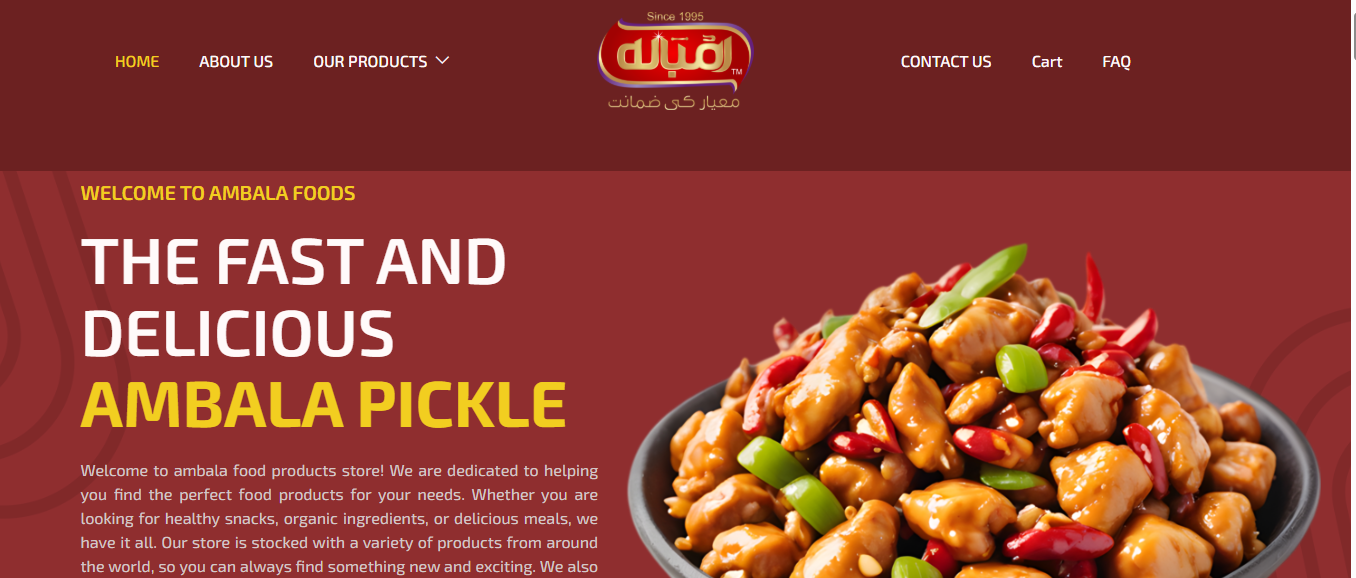 Since 1995
HOME ABOUT US OUR PRODUCTS
امبالہ
TM
CONTACT US Cart FAQ
معیار کی ضمانت
WELCOME TO AMBALA FOODS
THE FAST AND
DELICIOUS
AMBALA PICKLE
Welcome to ambala food products store! We are dedicated to helping
you find the perfect food products for your needs. Whether you are
looking for healthy snacks, organic ingredients, or delicious meals, we
have it all. Our store is stocked with a variety of products from around
the world, so you can always find something new and exciting. We also